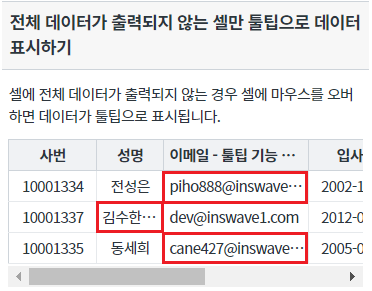 전체 데이터가 출력되지 않는 셀만 툴팁으로 데이터
표시하기
셀에 전체 데이터가 출력되지 않는 경우 셀에 마우스를 오버
하면 데이터가 툴팁으로 표시됩니다.
사번 성명 이메일 - 툴팁 기능 … 입사
10001334 전성은 piho888@inswave… 2002-1
10001337 김수한… dev@inswave1.com 2012-0
10001335 동세희 cane427@inswave… 2005-0